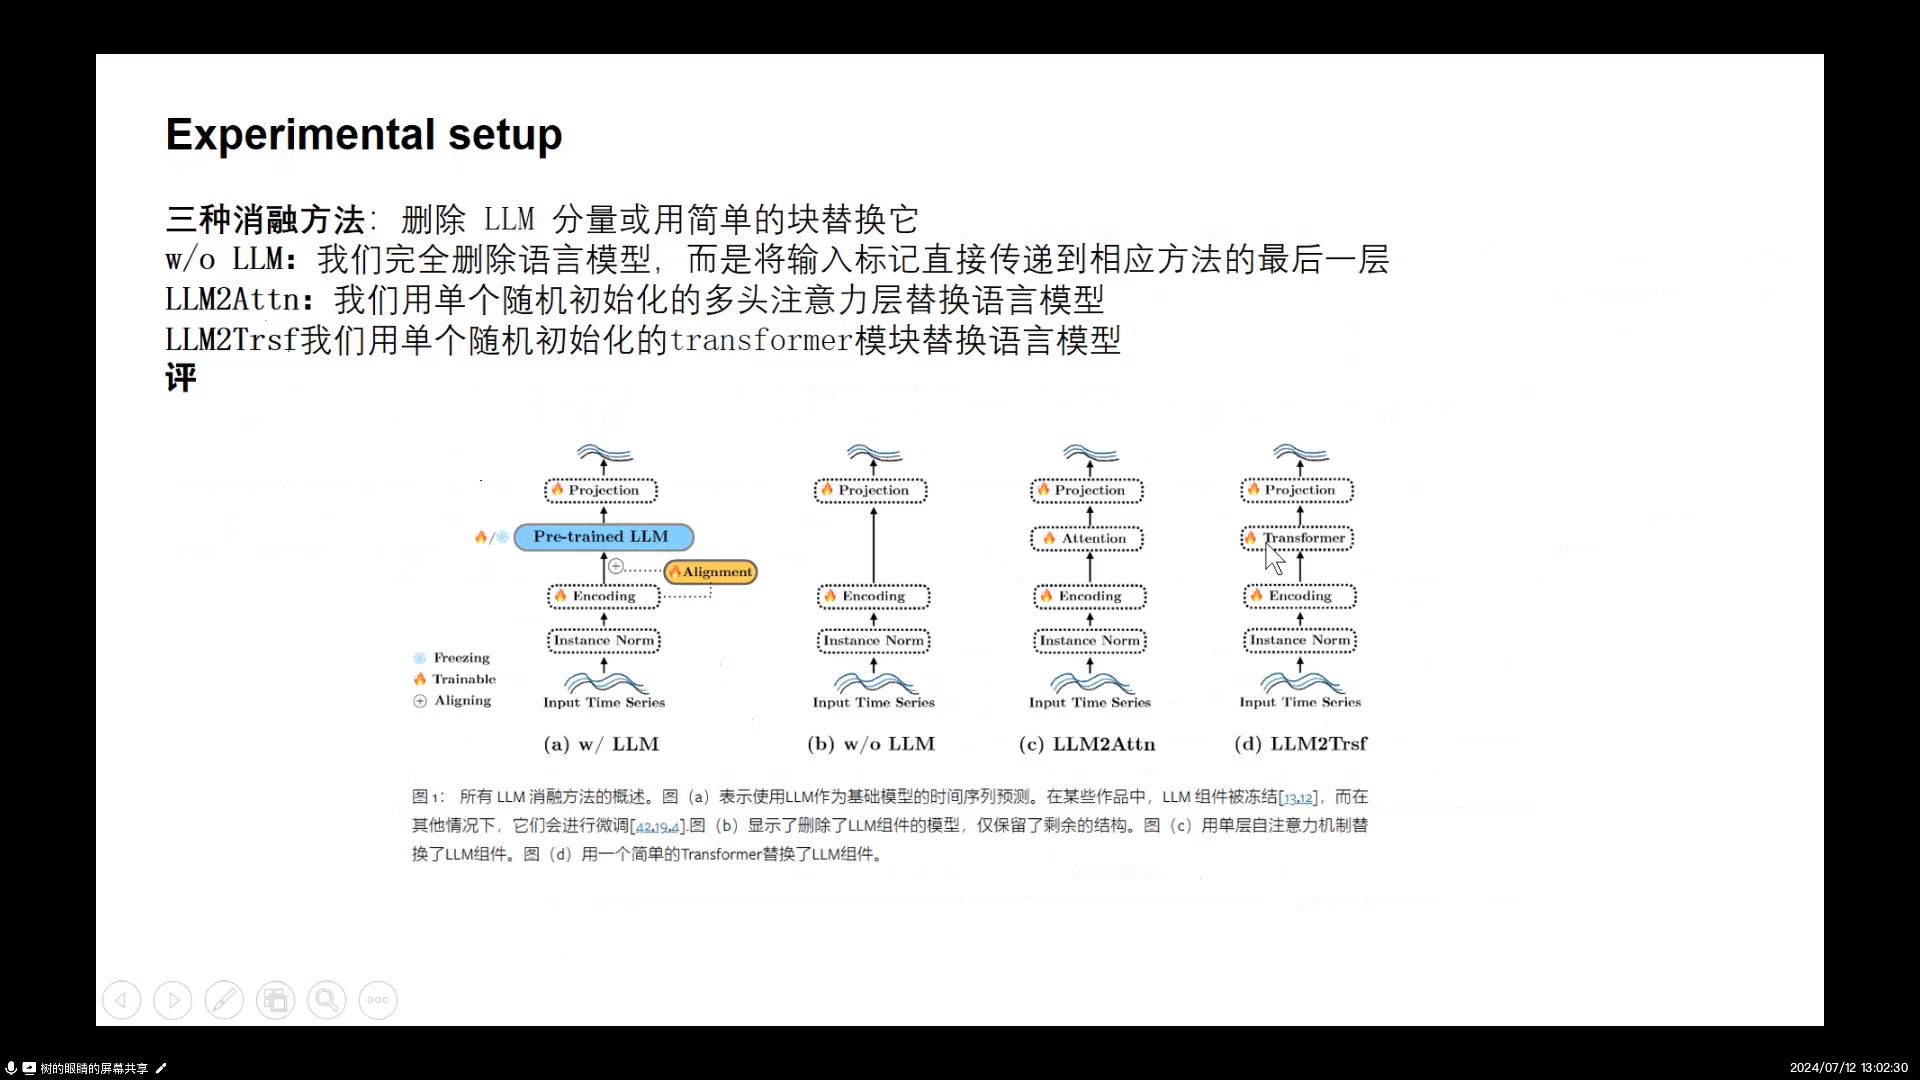 Experimental setup
三种消融方法：删除 LLM 分量或用简单的块替换它
w/o LLM：我们完全删除语言模型，而是将输入标记直接传递到相应方法的最后一层
LLM2Attn：我们用单个随机初始化的多头注意力层替换语言模型
LLM2Trsf我们用单个随机初始化的transformer模块替换语言模型
评
Projection Projection Projection Projection
Pre-trained LLM Attention Transformer
Alignment
Encoding Encoding Encoding Encoding
Instance Norm Instance Norm Instance Norm Instance Norm
Freezing
Trainable
Aligning
Input Time Series Input Time Series Input Time Series Input Time Series
(a) w/ LLM (b) w/o LLM (c) LLM2Attn (d) LLM2Trsf
图 1： 所有 LLM 消融方法的概述。图（a）表示使用LLM作为基础模型的时间序列预测。在某些作品中，LLM 组件被冻结[13,12]，而在
其他情况下，它们会进行微调[42,19,4].图（b）显示了删除了LLM组件的模型，仅保留了剩余的结构。图（c）用单层自注意力机制替
换了LLM组件。图（d）用一个简单的Transformer替换了LLM组件。
树的眼睛的屏幕共享
2024/07/12 13:02:30